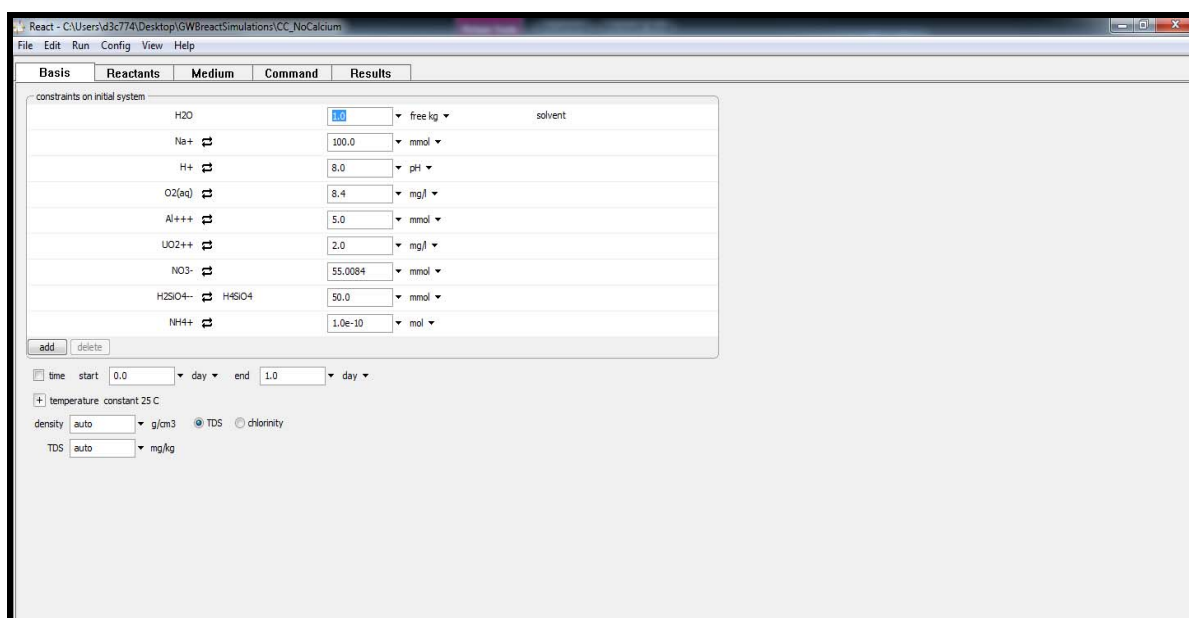 React - C:\Users\d3c774\Desktop\GWBreactSimulations\CC_NoCalcium
File Edit Run Config View Help
Basis Reactants Medium Command Results
constraints on initial system
H2O 1.0 free kg solvent
Na+ 100.0 mmol
H+ 8.0 pH
O2(aq) 8.4 mg/l
Al+++ 5.0 mmol
UO2++ 2.0 mg/l
NO3- 55.0084 mmol
H2SiO4-- H4SiO4 50.0 mmol
NH4+ 1.0e-10 mol
add delete
time start 0.0 day end 1.0 day
+ temperature constant 25 C
density auto g/cm3 TDS chlorinity
TDS auto mg/kg